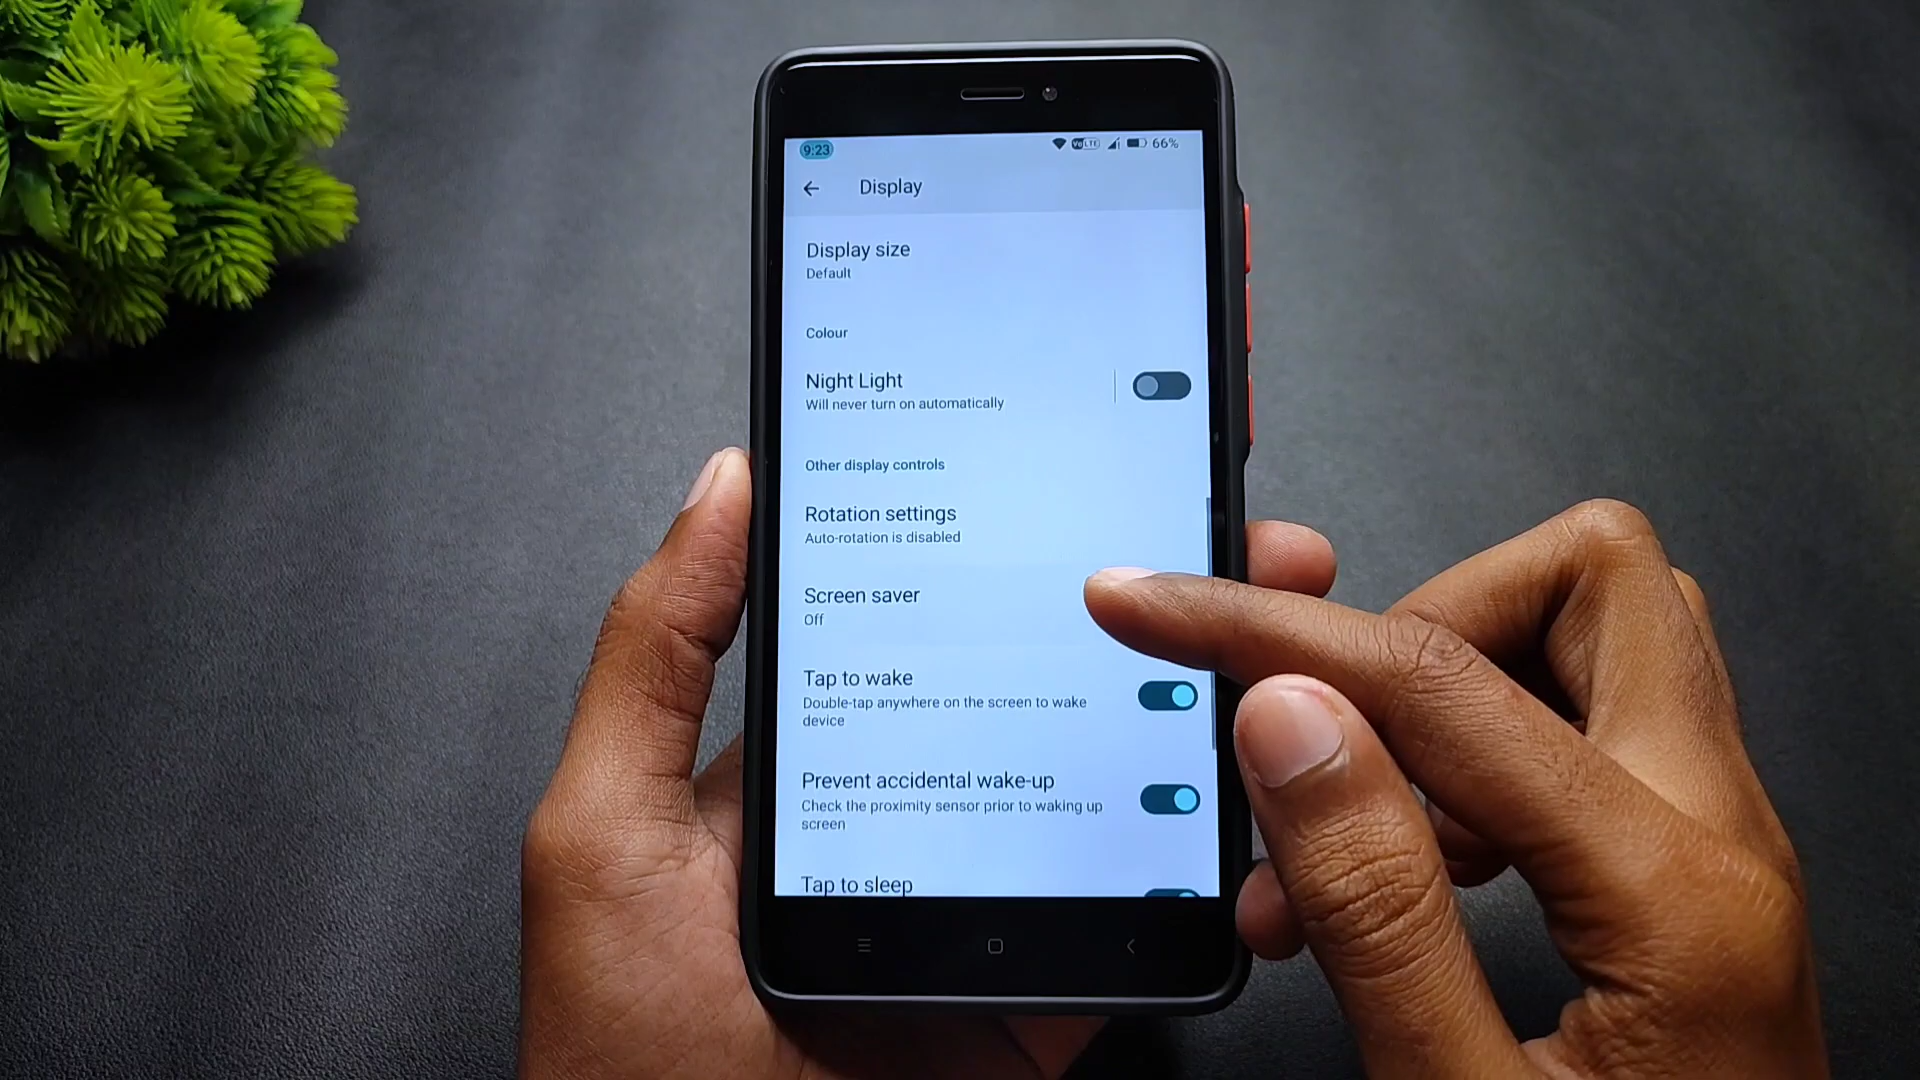 9:23
VoLTE 66%
Display
Display size
Default
Colour
Night Light
Will never turn on automatically
Other display controls
Rotation settings
Auto-rotation is disabled
Screen saver
Off
Tap to wake
Double-tap anywhere on the screen to wake
device
Prevent accidental wake-up
Check the proximity sensor prior to waking up
screen
Tap to sleep